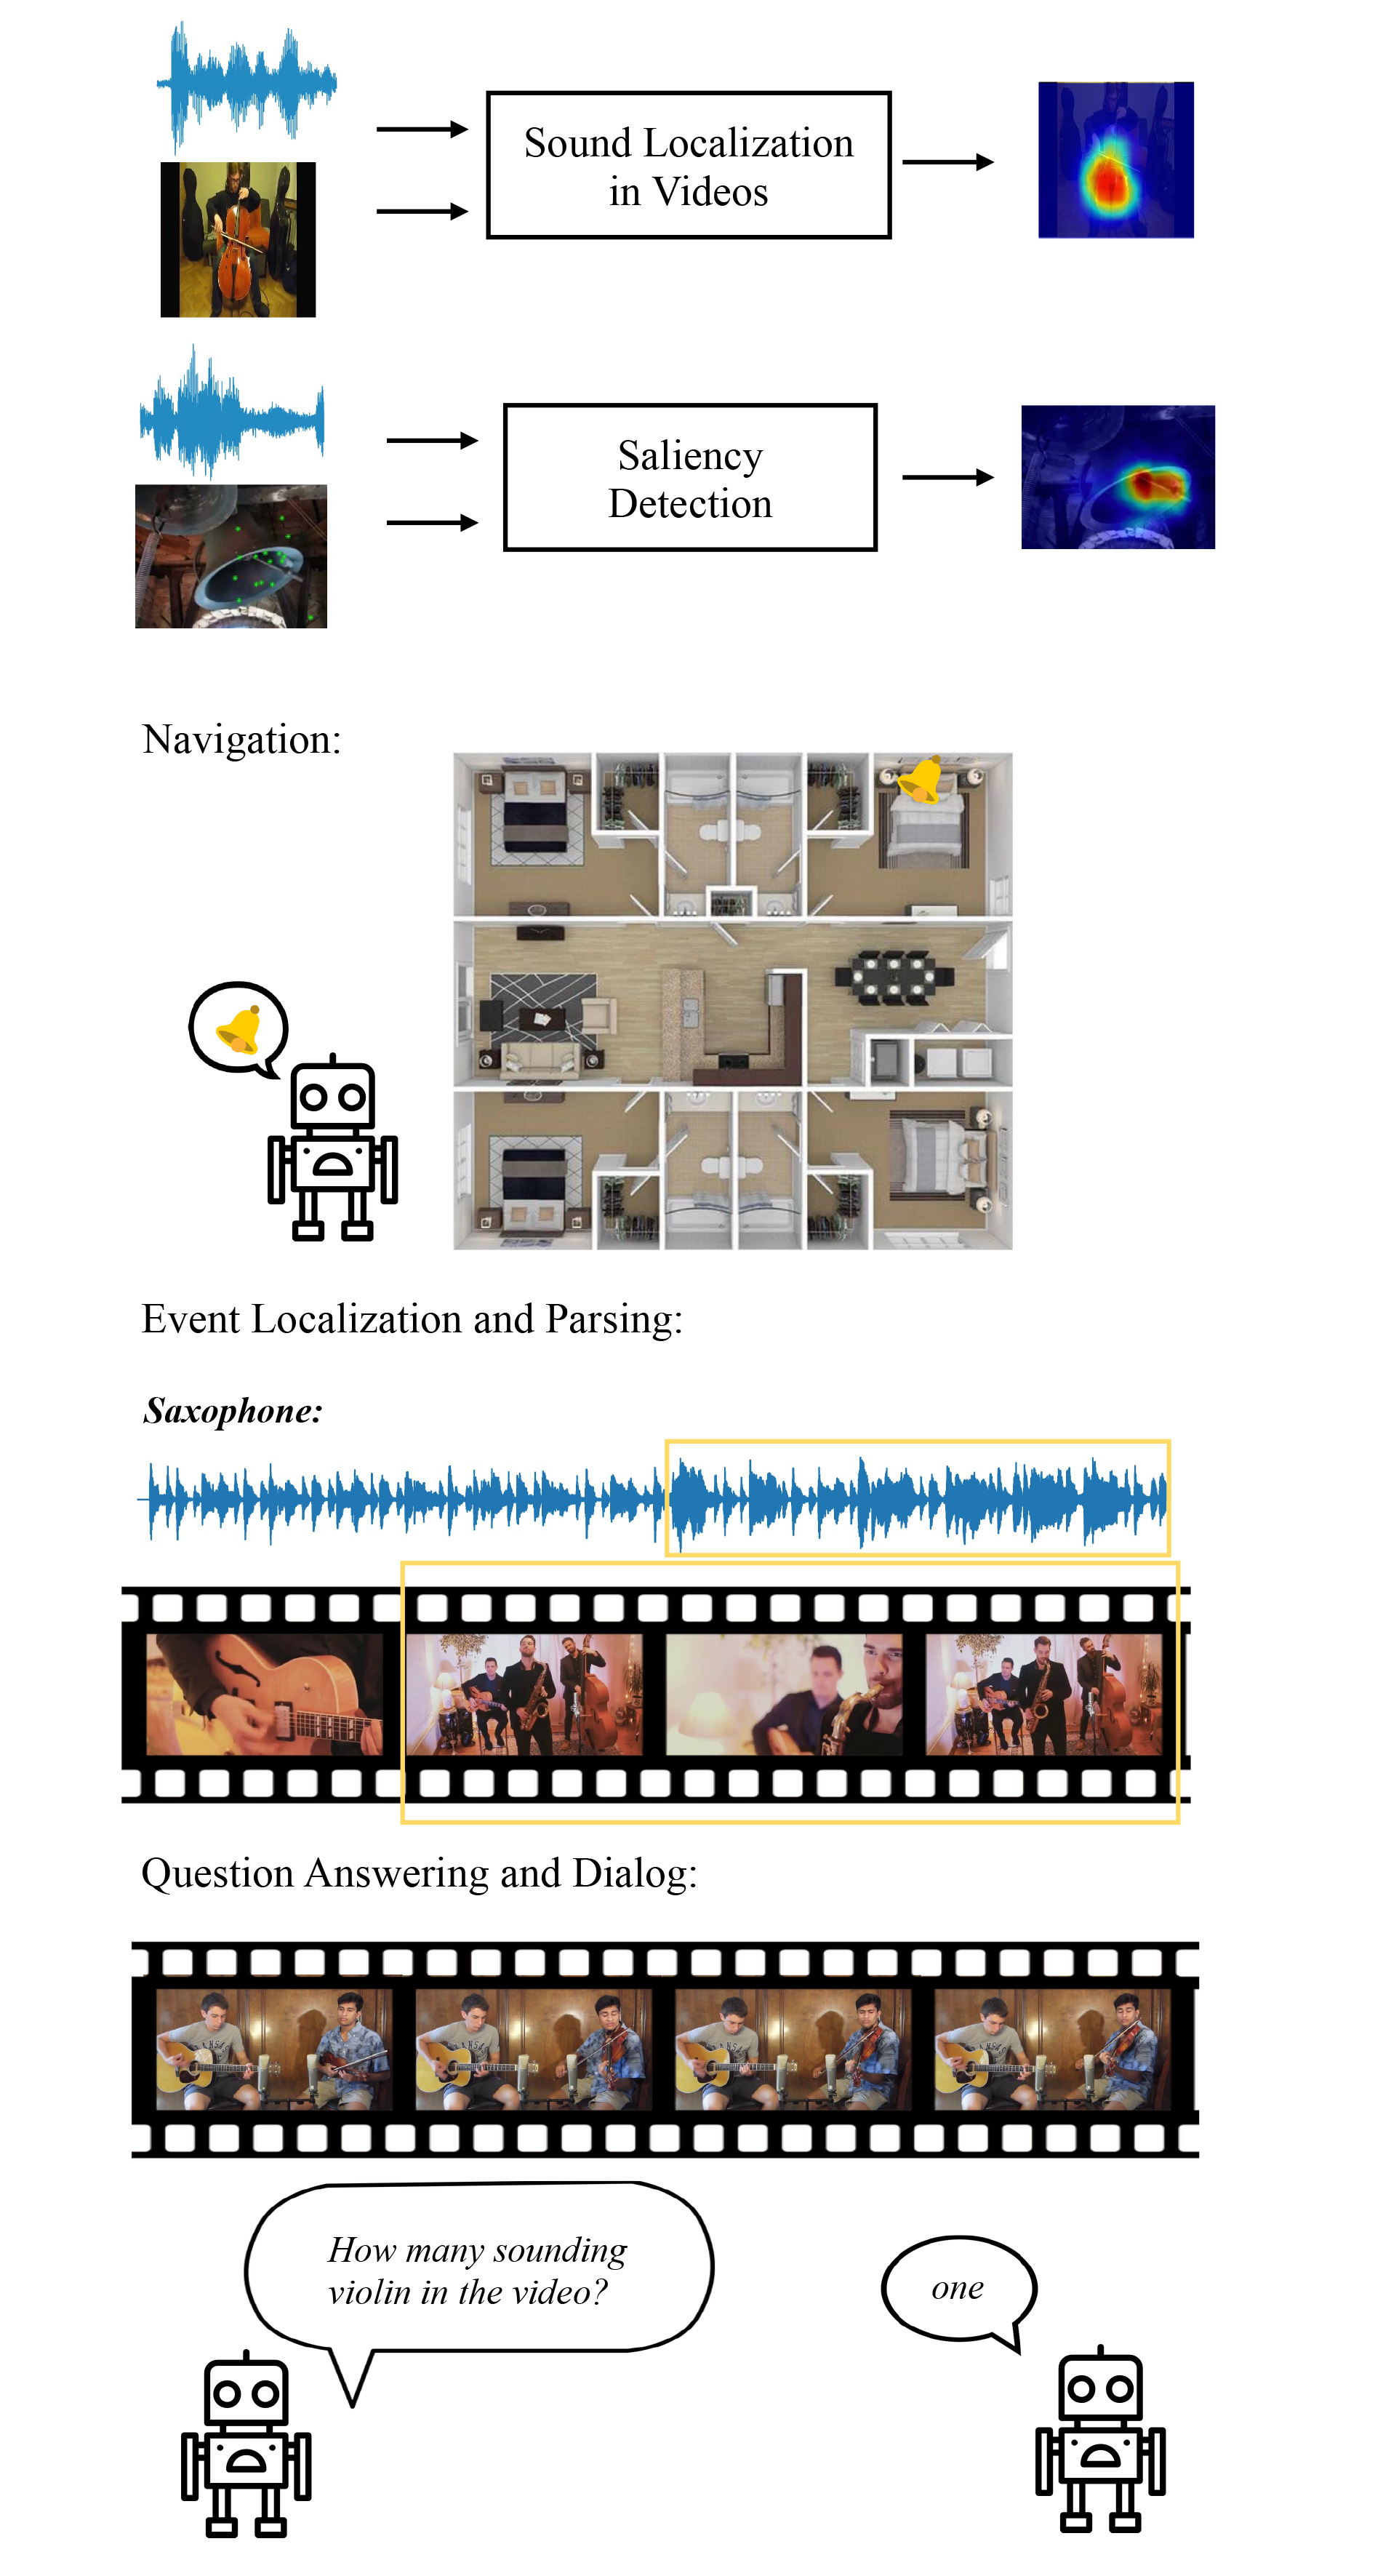 Sound Localization
in Videos
Saliency
Detection
Navigation:
Event Localization and Parsing:
Saxophone:
Question Answering and Dialog:
How many sounding
violin in the video?
one